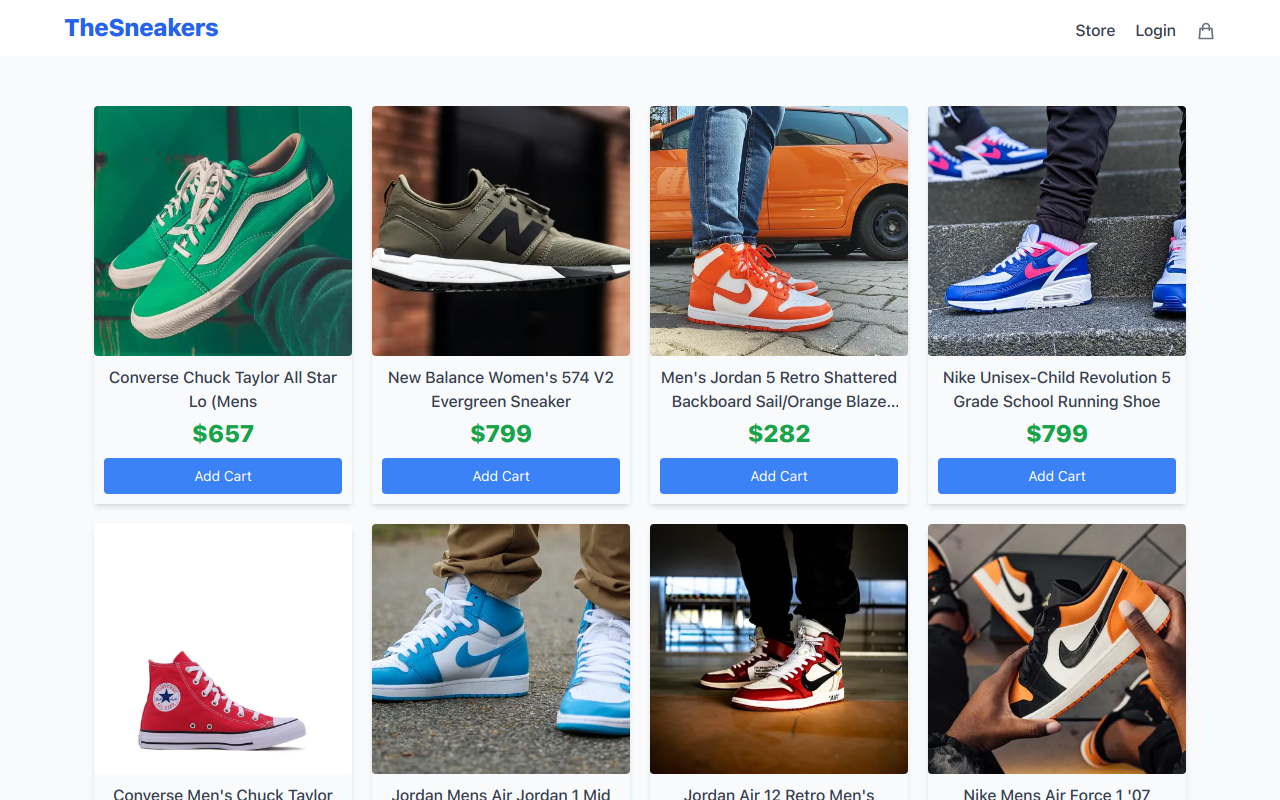 TheSneakers
Store
Login
Converse Chuck Taylor All Star
Lo (Mens
$657
Add Cart
New Balance Women's 574 V2
Evergreen Sneaker
$799
Add Cart
Men's Jordan 5 Retro Shattered
Backboard Sail/Orange Blaze...
$282
Add Cart
Nike Unisex-Child Revolution 5
Grade School Running Shoe
$799
Add Cart
Converse Men's Chuck Taylor
Jordan Mens Air Jordan 1 Mid
Jordan Air 12 Retro Men's
Nike Mens Air Force 1 '07